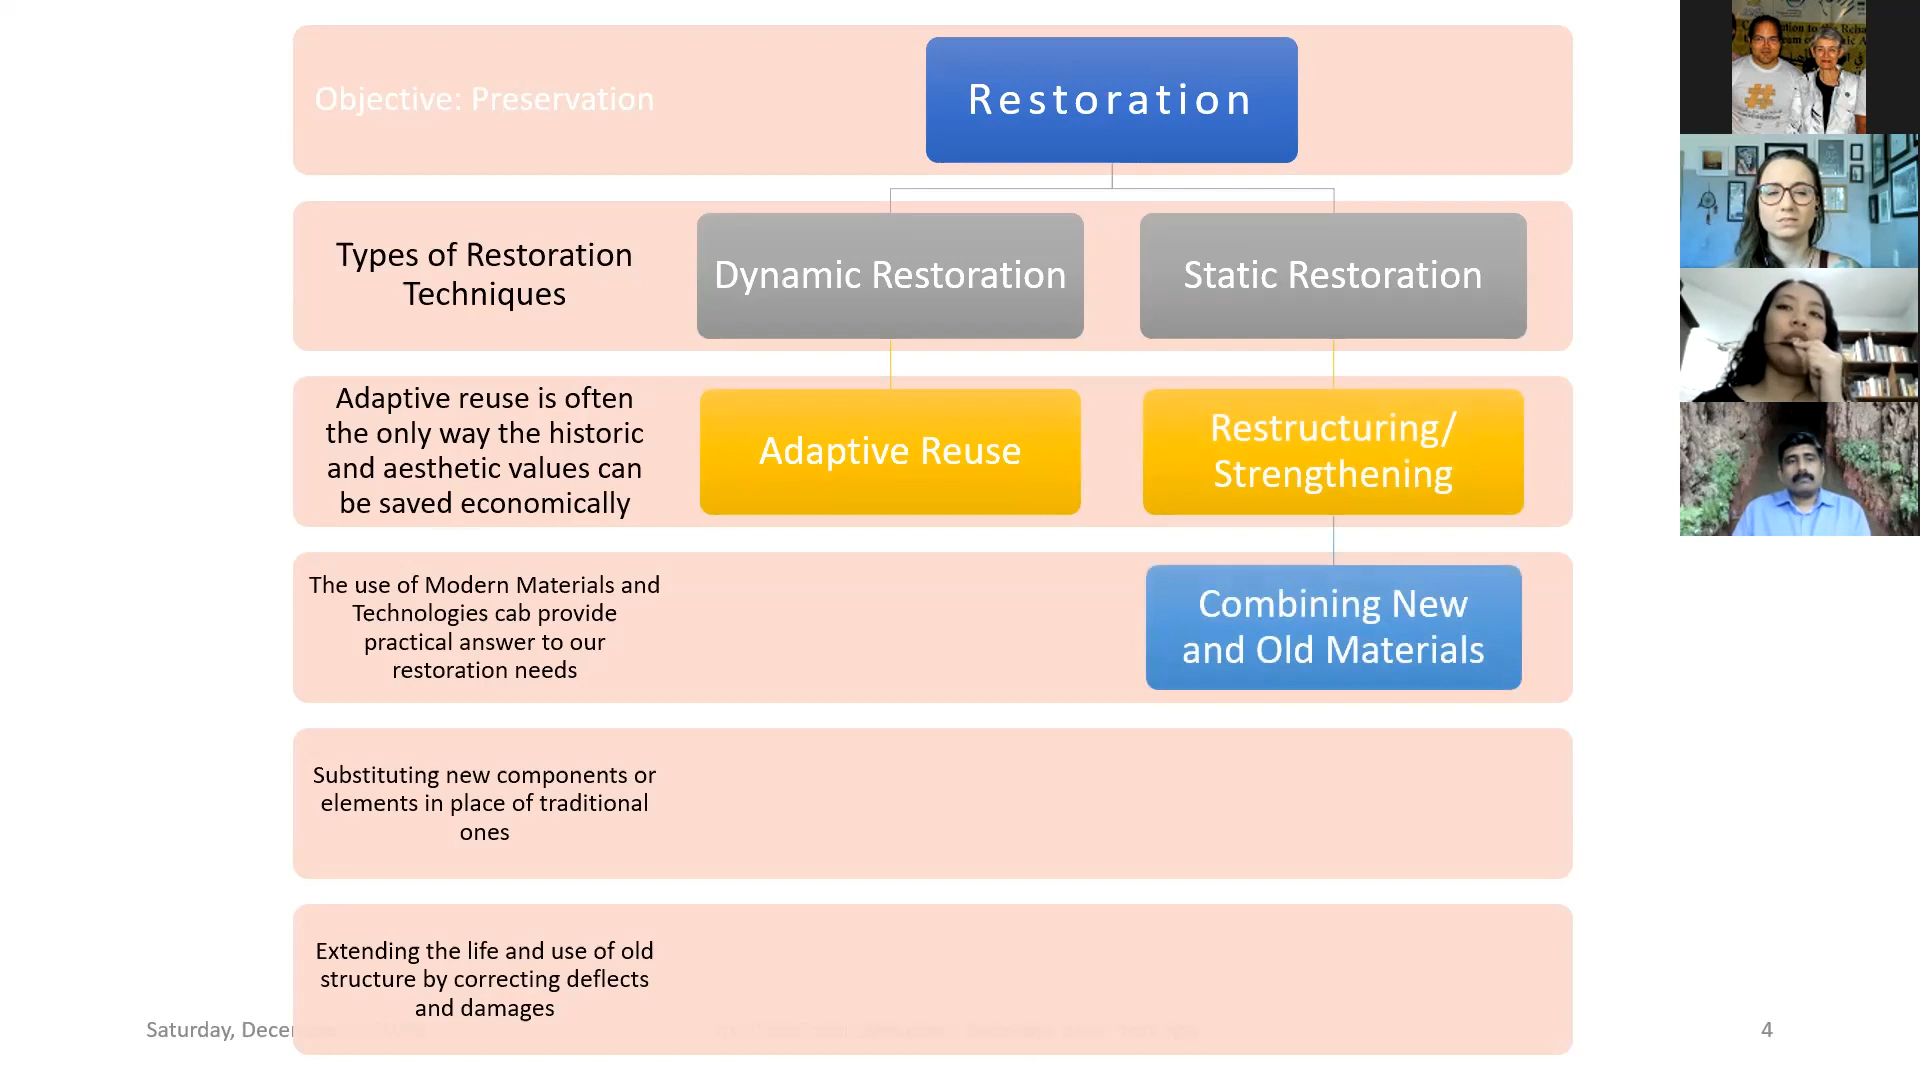 Objective: Preservation
Restoration
Types of Restoration
Techniques
Dynamic Restoration
Static Restoration
Adaptive reuse is often
the only way the historic
and aesthetic values can
be saved economically
Adaptive Reuse
Restructuring/
Strengthening
The use of Modern Materials and
Technologies cab provide
practical answer to our
restoration needs
Combining New
and Old Materials
Substituting new components or
elements in place of traditional
ones
Extending the life and use of old
structure by correcting deflects
and damages
Saturday,
4